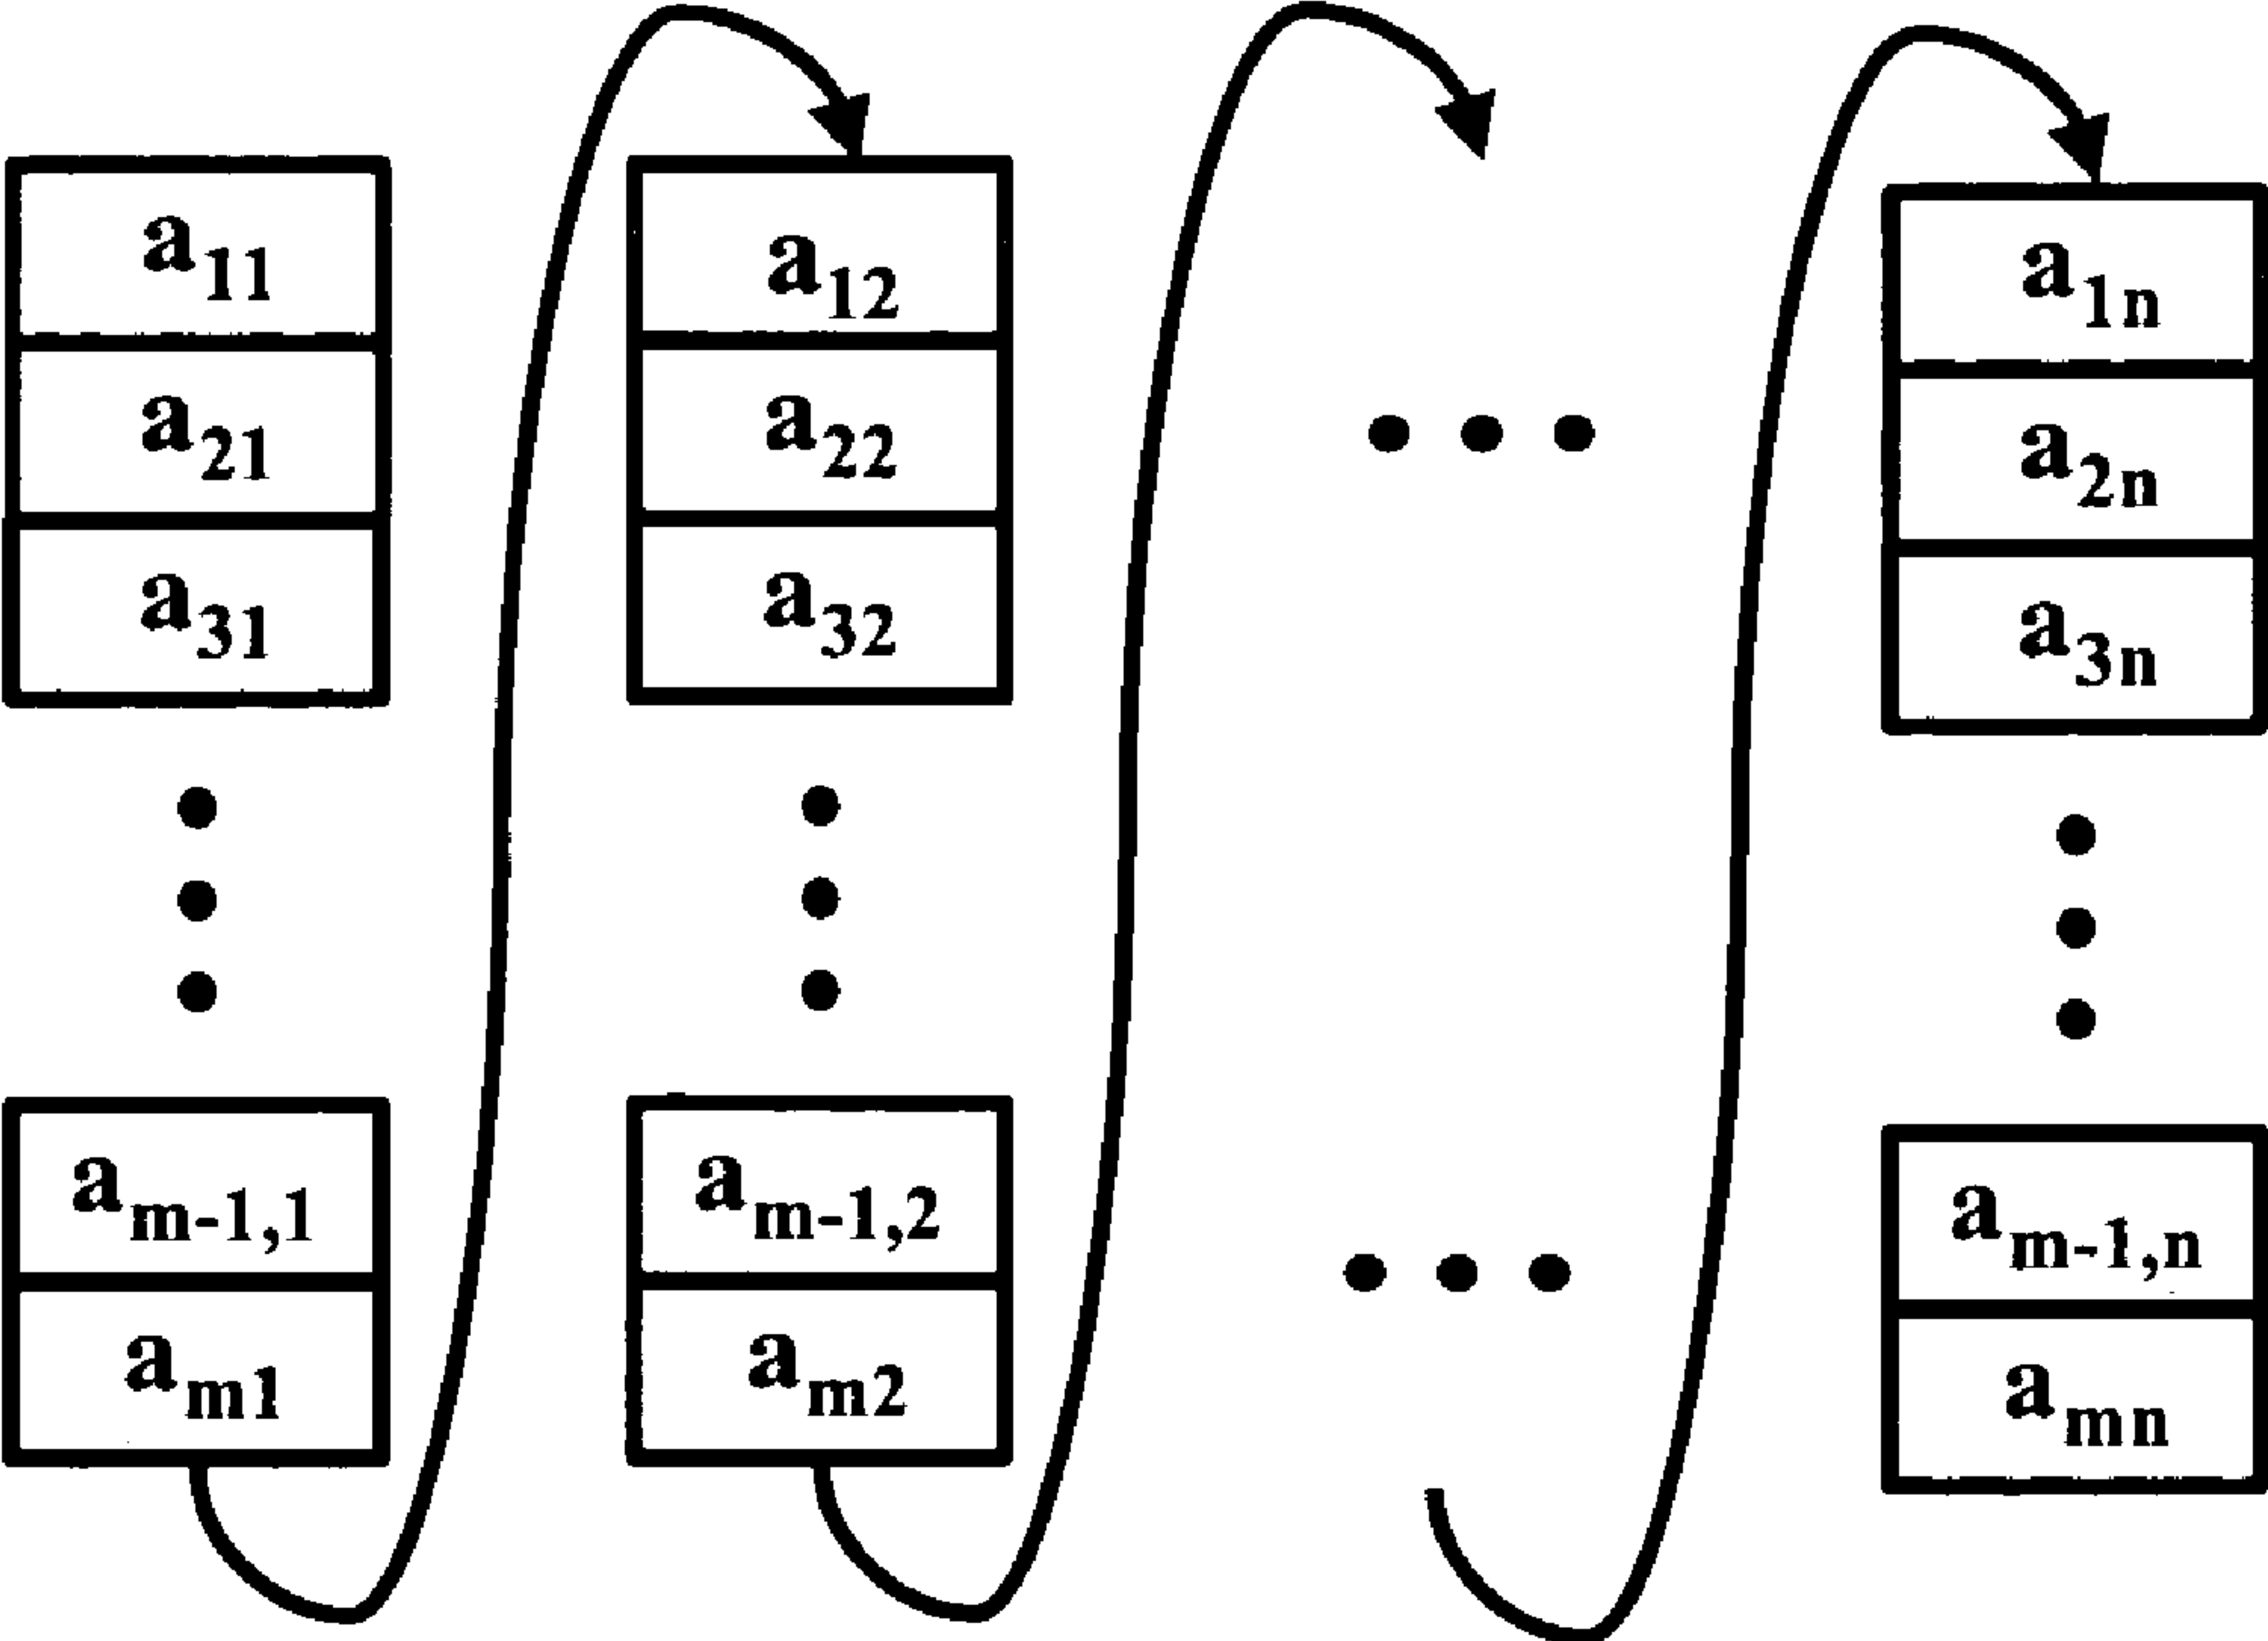 a11 a12 a1n
a21 a22 • • • a2n
a31 a32 a3n
am-1,1 am-1,2 • • • am-1,n
am1 am2 amn